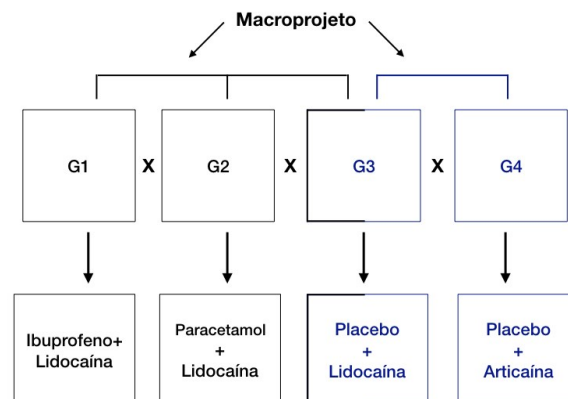 Macroprojeto
G1 X G2 X G3 X G4
Ibuprofeno+
Lidocaína
Paracetamol
+
Lidocaína
Placebo
+
Lidocaína
Placebo
+
Articaína